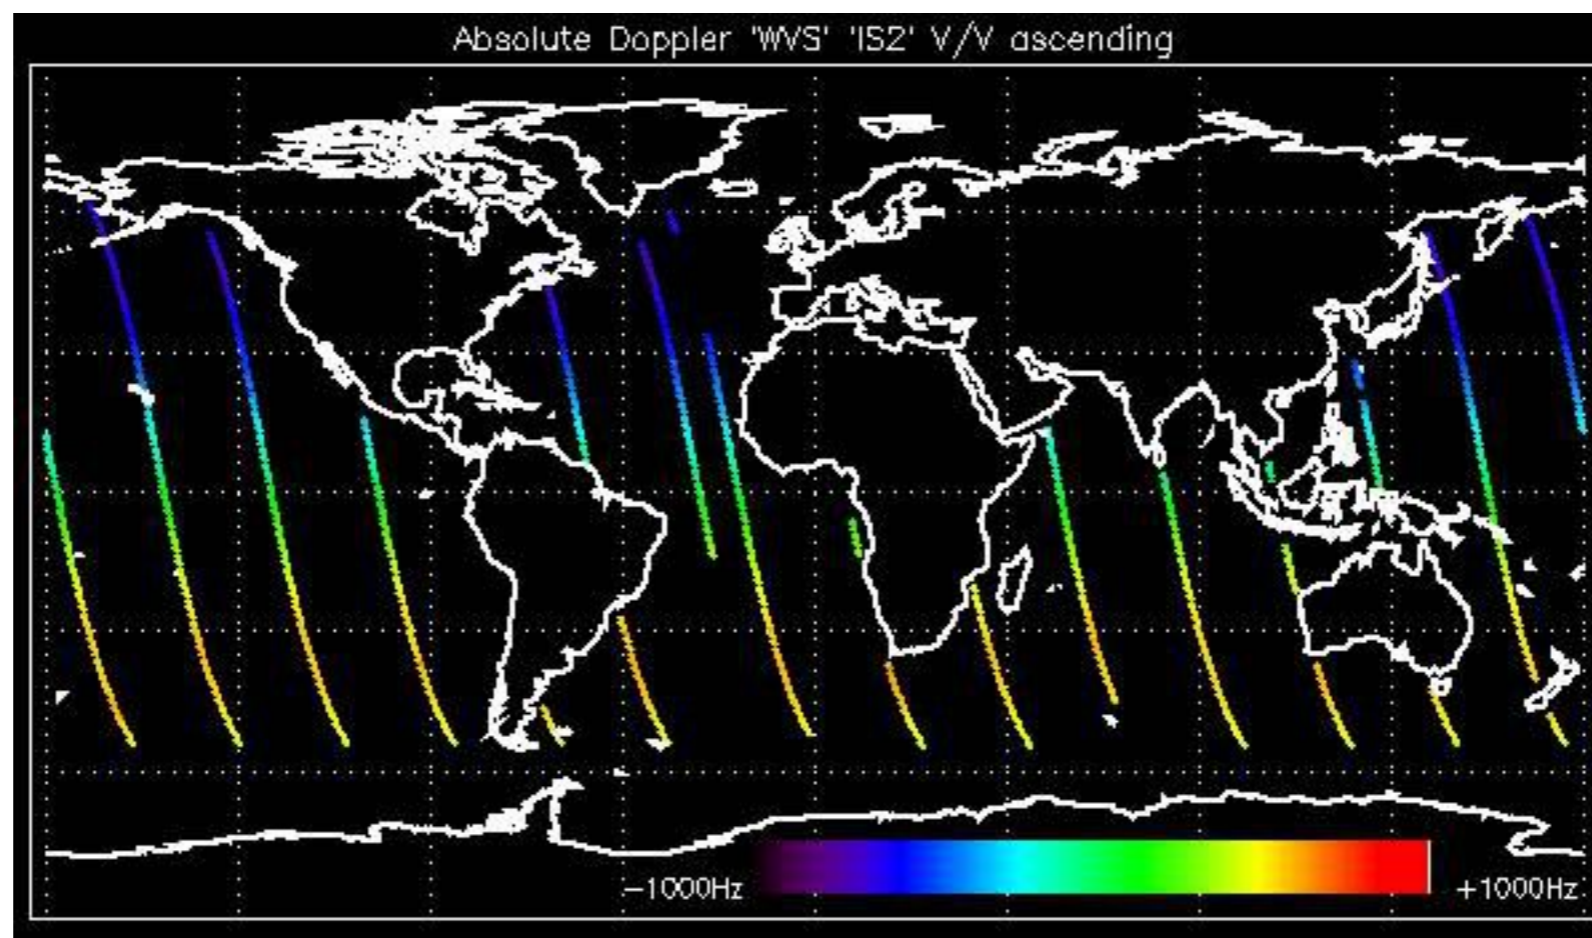 Absolute Doppler 'WVS' 'IS2' V/V ascending
-1000Hz +1000Hz